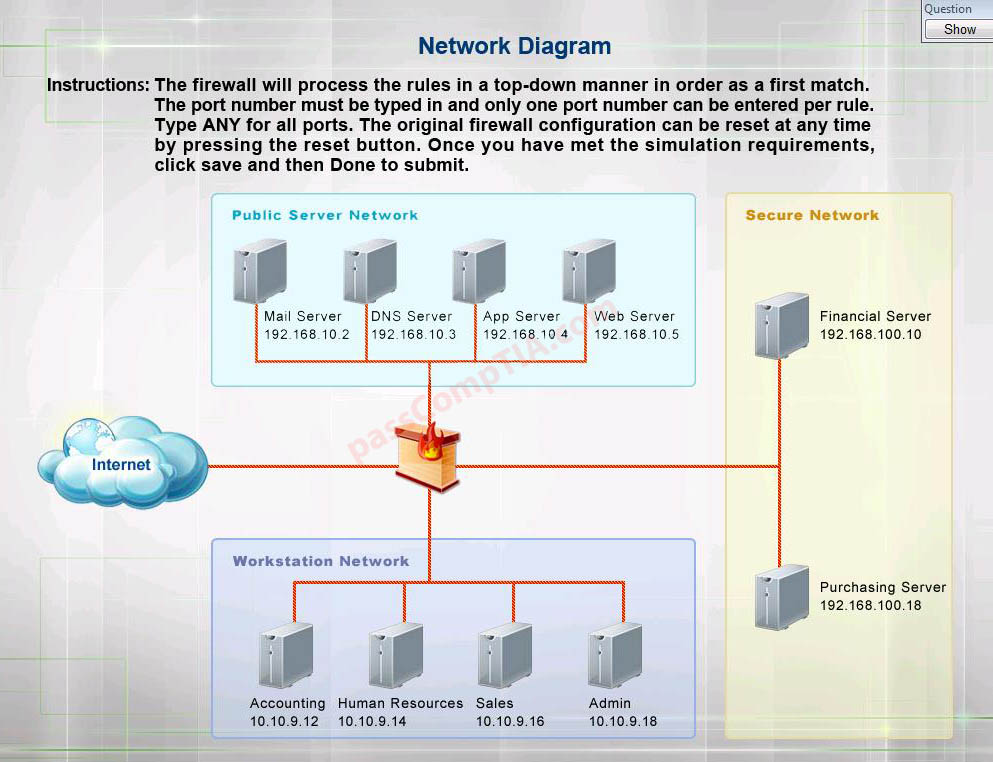 Question
Show
Network Diagram
Instructions: The firewall will process the rules in a top-down manner in order as a first match.
The port number must be typed in and only one port number can be entered per rule.
Type ANY for all ports. The original firewall configuration can be reset at any time
by pressing the reset button. Once you have met the simulation requirements,
click save and then Done to submit.
Public Server Network
Secure Network
Mail Server
192.168.10.2
DNS Server
192.168.10.3
App Server
192.168.10.4
Web Server
192.168.10.5
Financial Server
192.168.100.10
passCompTIA.com
Internet
Workstation Network
Purchasing Server
192.168.100.18
Accounting
10.10.9.12
Human Resources
10.10.9.14
Sales
10.10.9.16
Admin
10.10.9.18